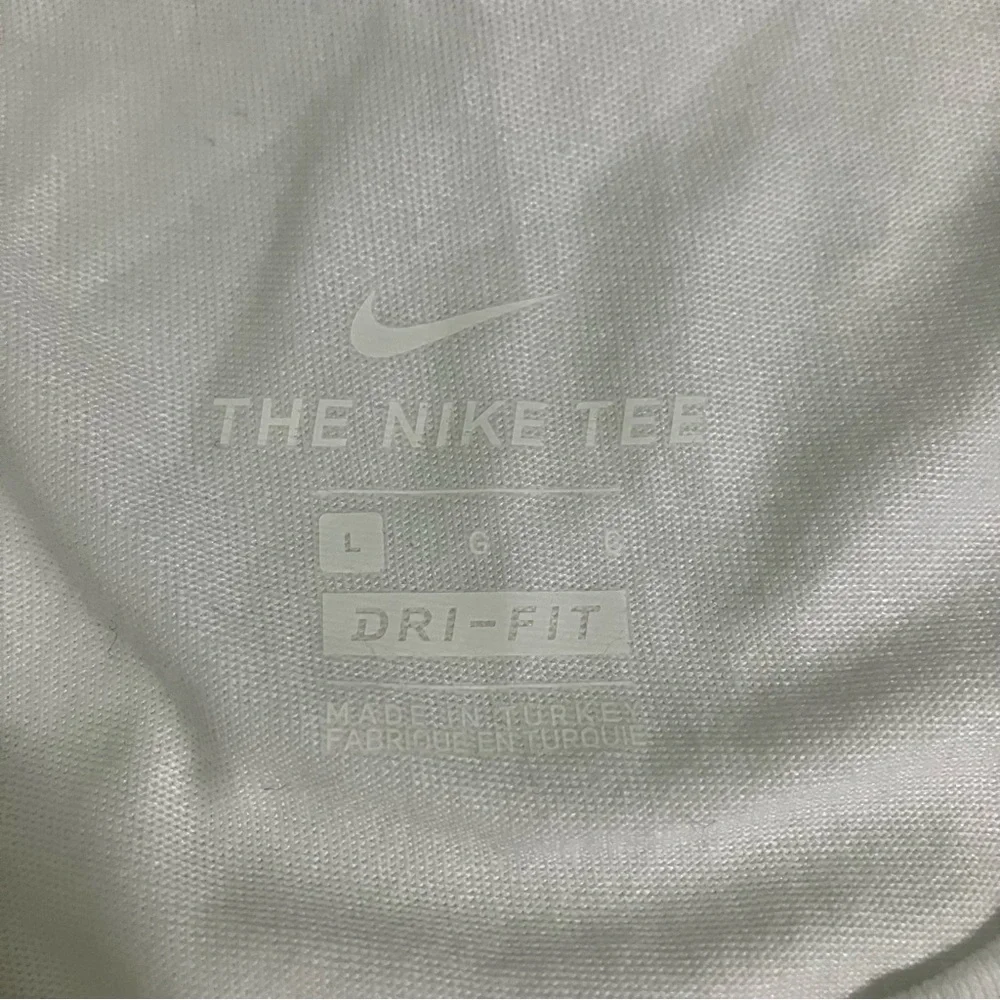 THE NIKE TEE
L G G
DRI-FIT
MADE IN TURKEY
FABRIQUE EN TURQUIE